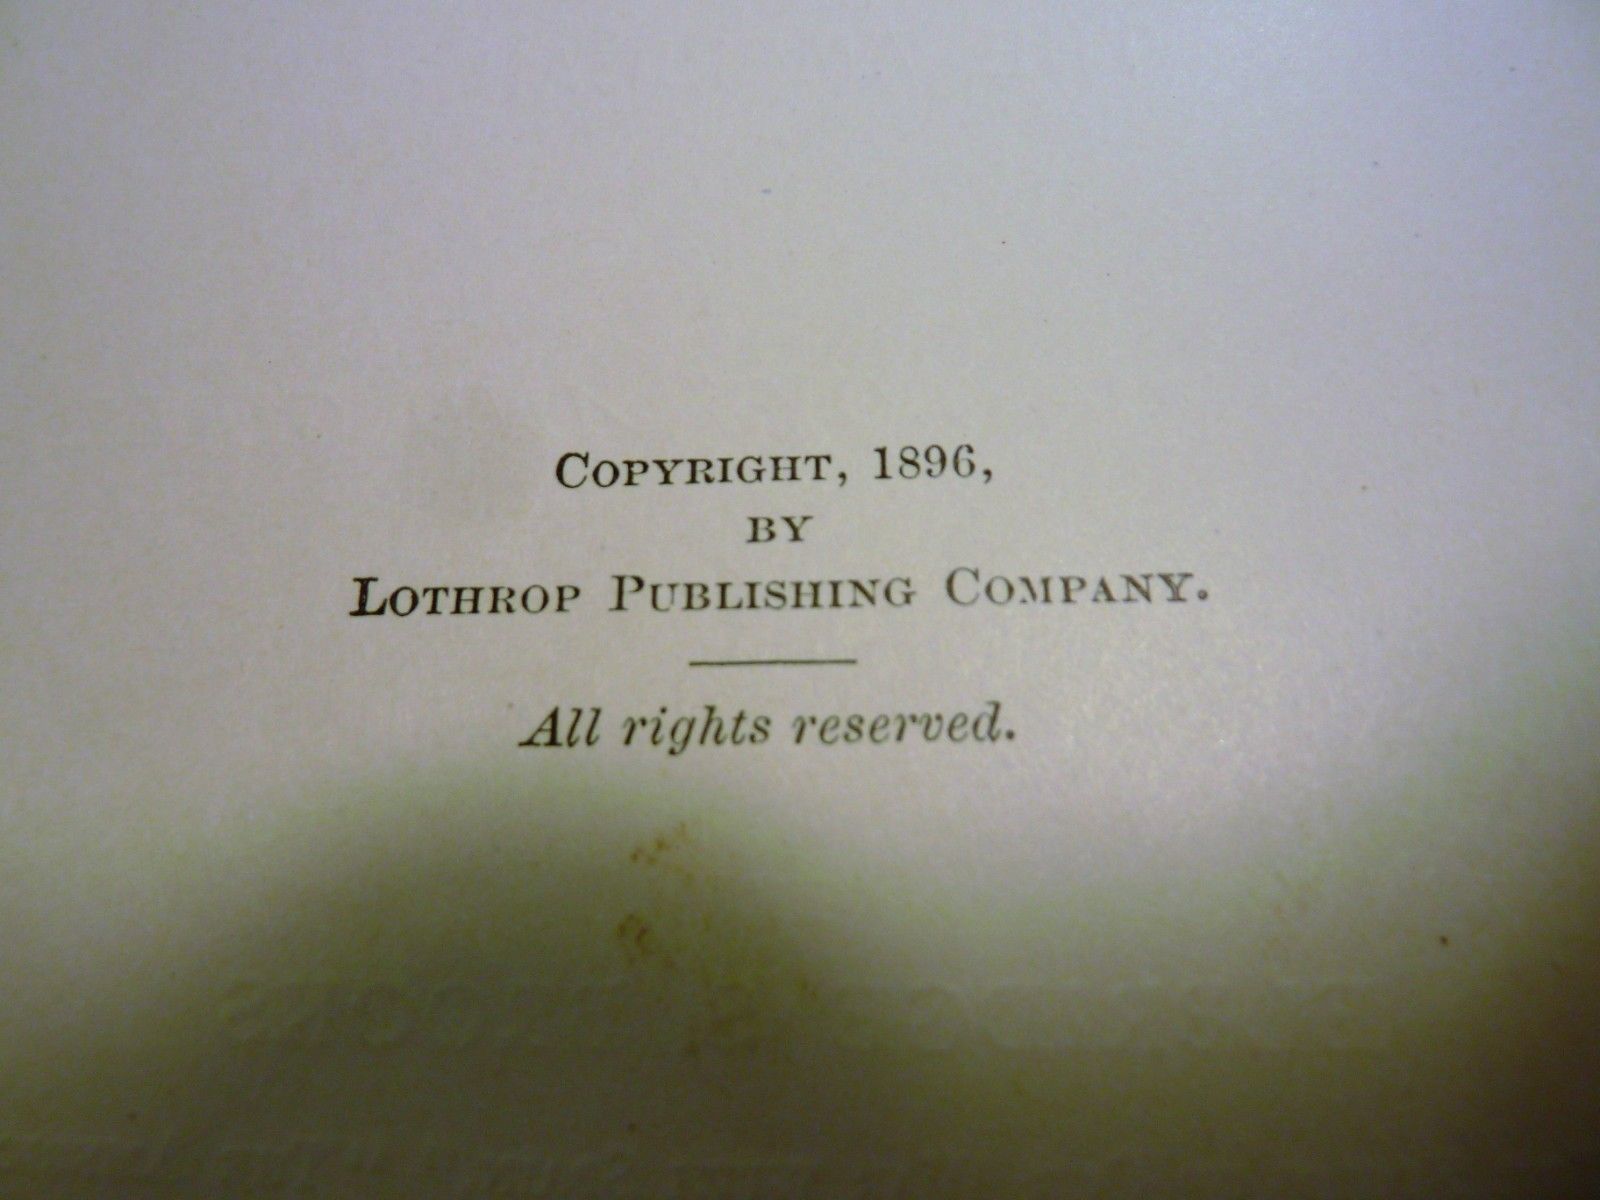 COPYRIGHT, 1896,
BY
LOTHROP PUBLISHING COMPANY.
All rights reserved.